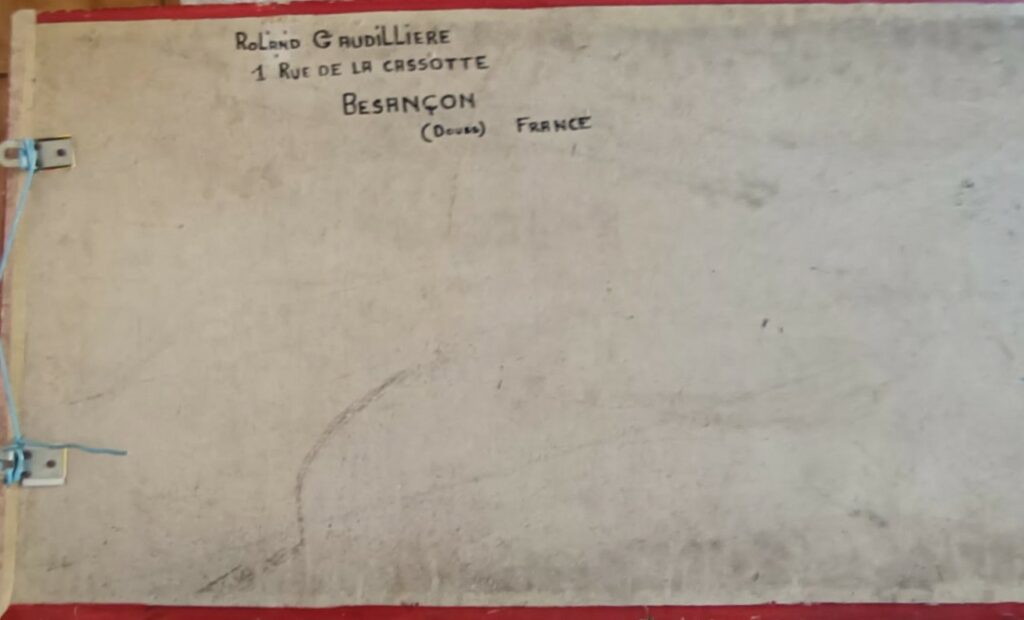 ROLAND GAUDILLIERE
1 RUE DE LA CASSOTTE
BESANÇON
(DOUBS) FRANCE